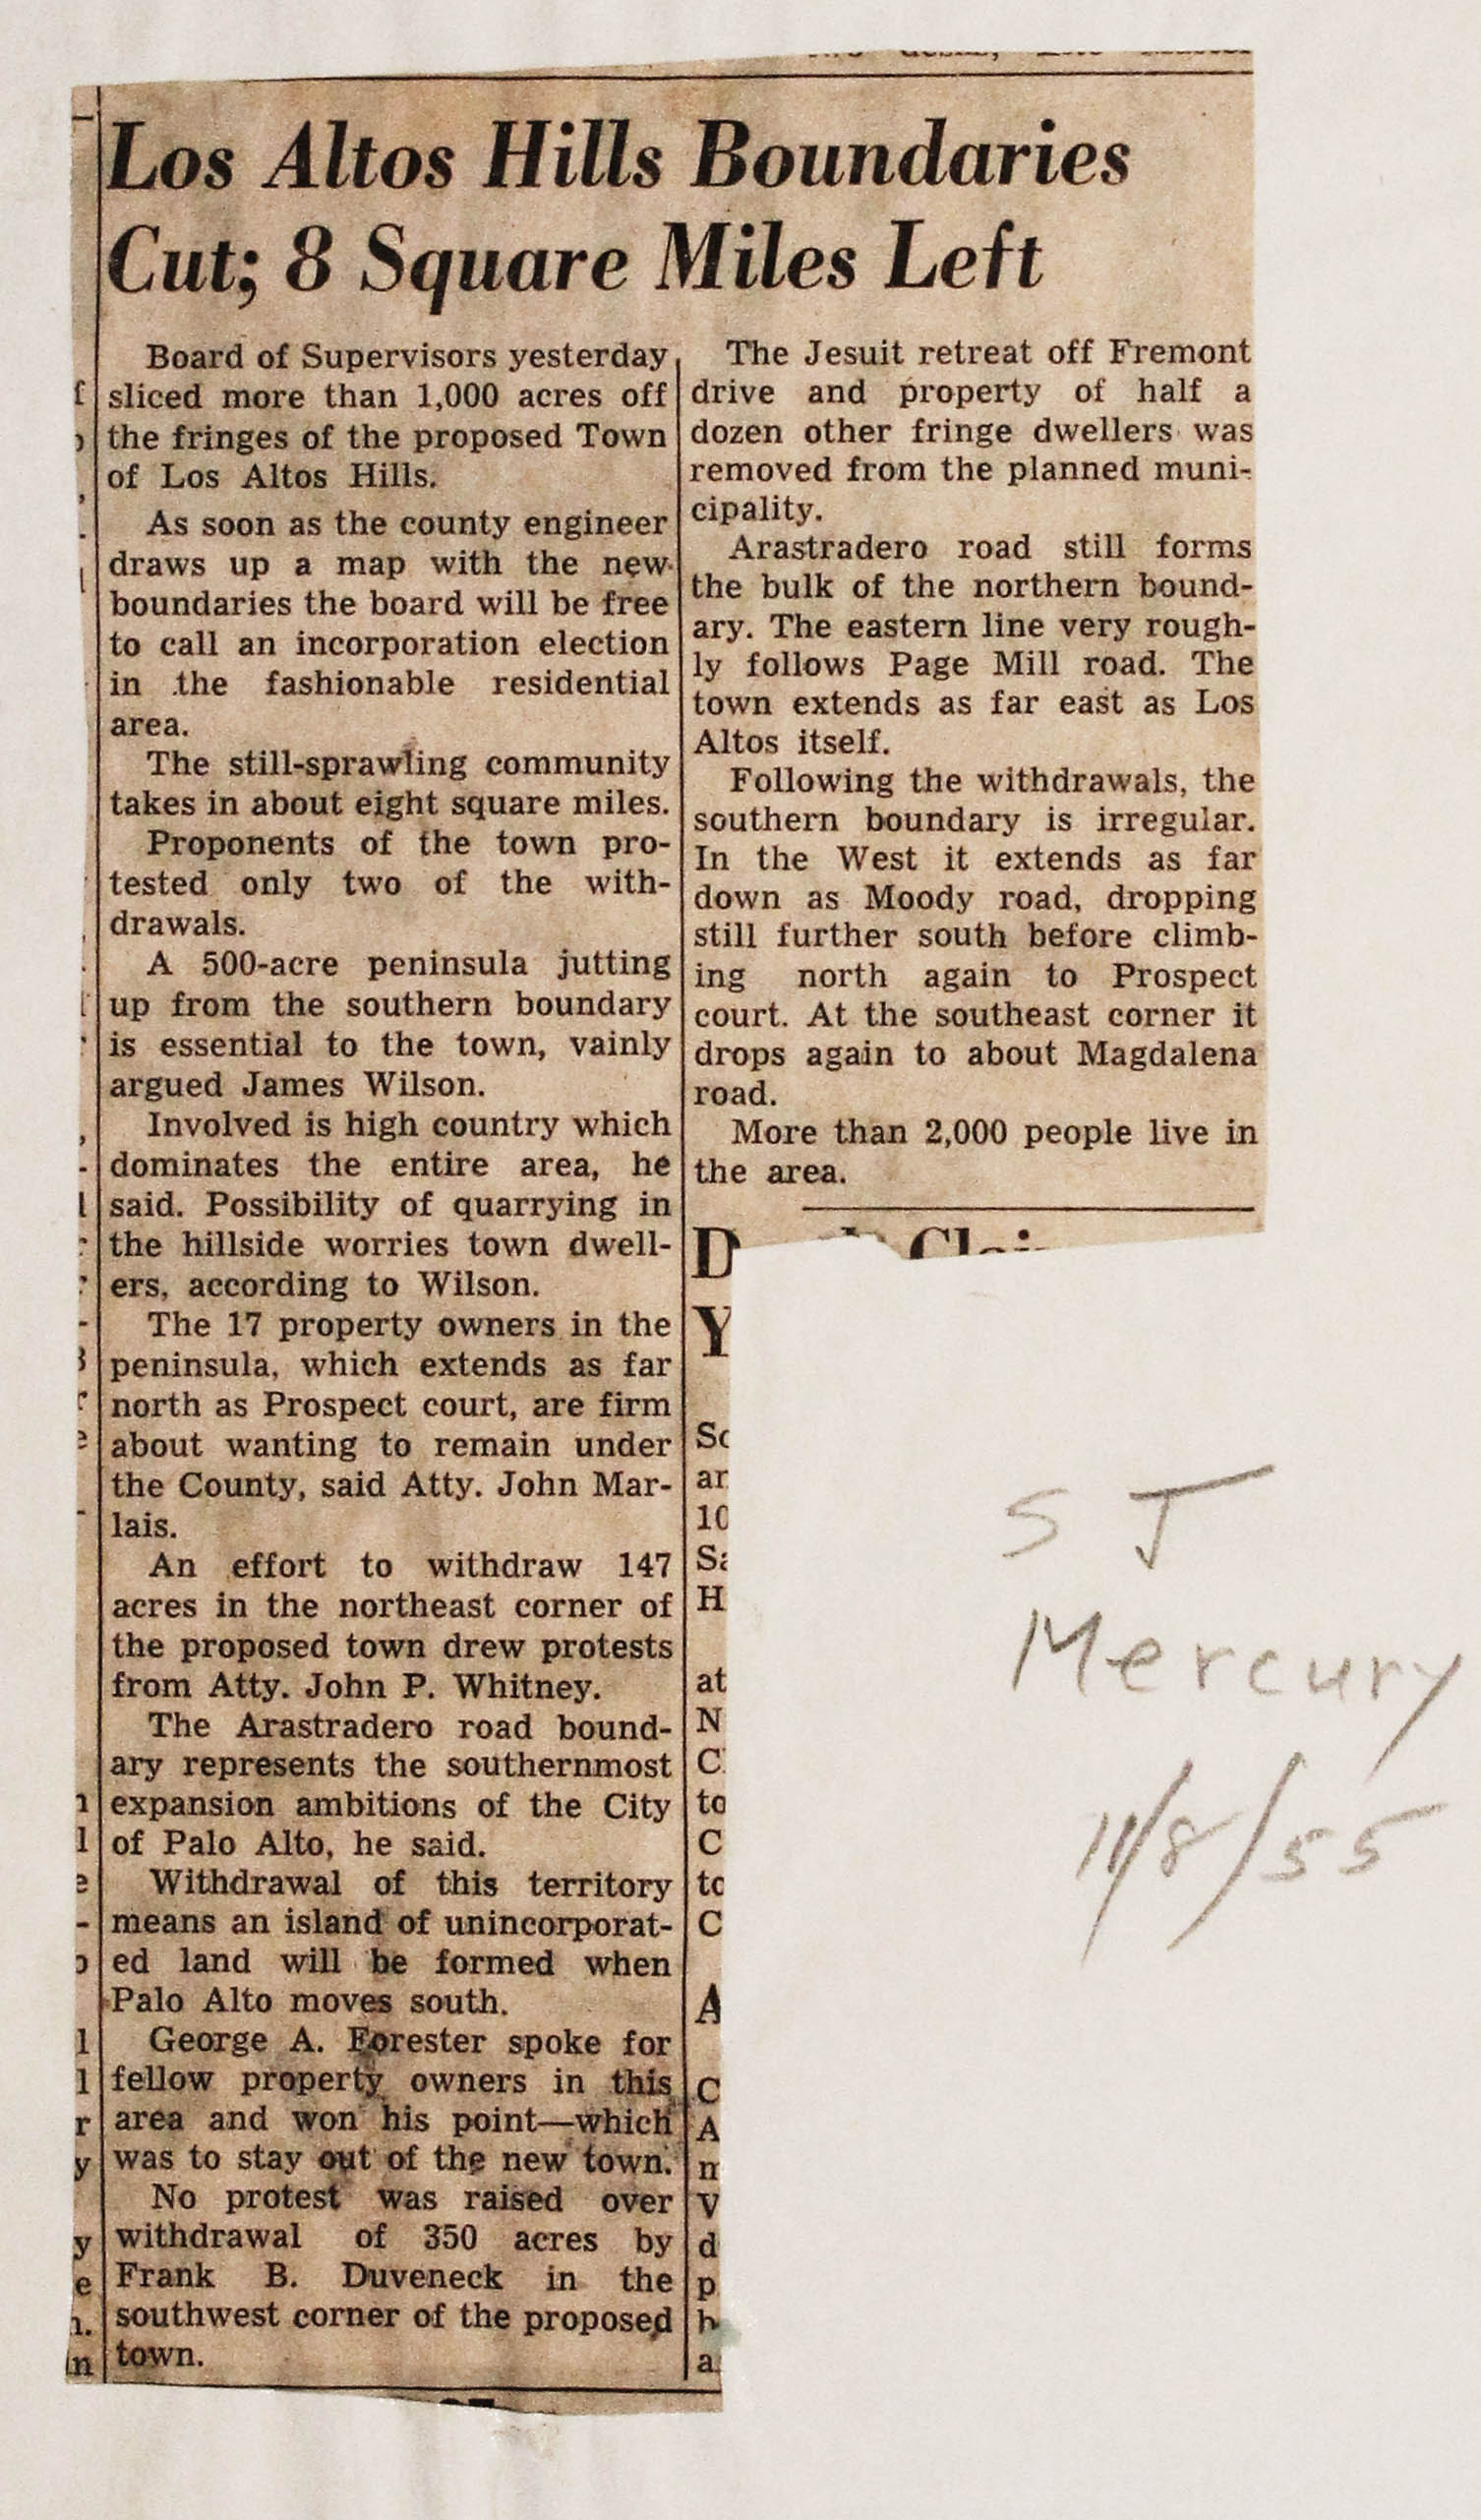 Los Altos Hills Boundaries
Cut; 8 Square Miles Left
Board of Supervisors yesterday
sliced more than 1,000 acres off
the fringes of the proposed Town
of Los Altos Hills.
As soon as the county engineer
draws up a map with the new
boundaries the board will be free
to call an incorporation election
in the fashionable residential
area.
The still-sprawling community
takes in about eight square miles.
Proponents of the town pro-
tested only two of the with-
drawals.
A 500-acre peninsula jutting
up from the southern boundary
is essential to the town, vainly
argued James Wilson.
Involved is high country which
dominates the entire area, he
said. Possibility of quarrying in
the hillside worries town dwell-
ers, according to Wilson.
The 17 property owners in the
peninsula, which extends as far
north as Prospect court, are firm
about wanting to remain under
the County, said Atty. John Mar-
lais.
An effort to withdraw 147
acres in the northeast corner of
the proposed town drew protests
from Atty. John P. Whitney.
The Arastradero road bound-
ary represents the southernmost
expansion ambitions of the City
of Palo Alto, he said.
Withdrawal of this territory
means an island of unincorporat-
ed land will be formed when
Palo Alto moves south.
George A. Forester spoke for
fellow property owners in this
area and won his point—which
was to stay out of the new town.
No protest was raised over
withdrawal of 350 acres by
Frank B. Duveneck in the
southwest corner of the proposed
town.
The Jesuit retreat off Fremont
drive and property of half a
dozen other fringe dwellers was
removed from the planned muni-
cipality.
Arastradero road still forms
the bulk of the northern bound-
ary. The eastern line very rough-
ly follows Page Mill road. The
town extends as far east as Los
Altos itself.
Following the withdrawals, the
southern boundary is irregular.
In the West it extends as far
down as Moody road, dropping
still further south before climb-
ing north again to Prospect
court. At the southeast corner it
drops again to about Magdalena
road.
More than 2,000 people live in
the area.
S J
Mercury
11/8/55